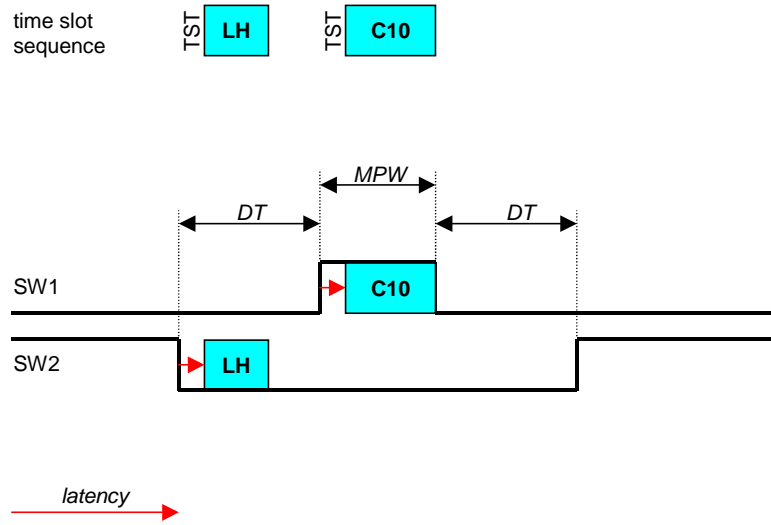 time slot
sequence
TST
LH
TST
C10
MPW
DT
DT
SW1
C10
SW2
LH
latency